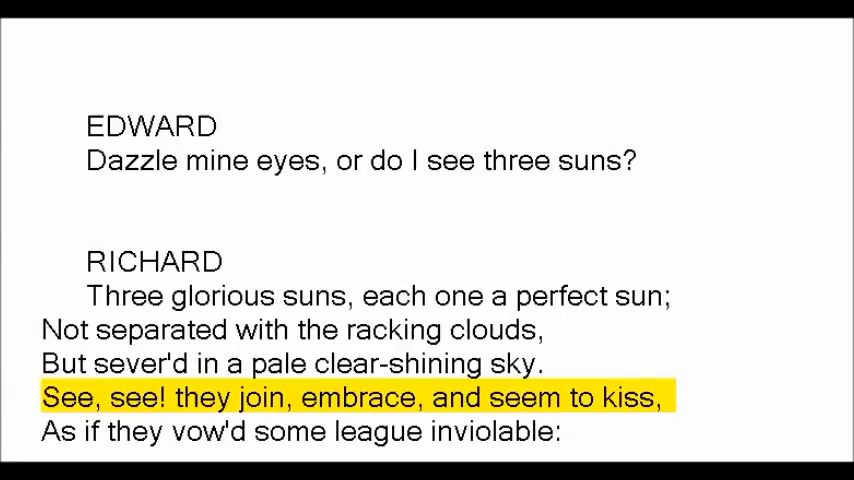 EDWARD
Dazzle mine eyes, or do I see three suns?
RICHARD
Three glorious suns, each one a perfect sun;
Not separated with the racking clouds,
But sever'd in a pale clear-shining sky.
See, see! they join, embrace, and seem to kiss,
As if they vow'd some league inviolable: